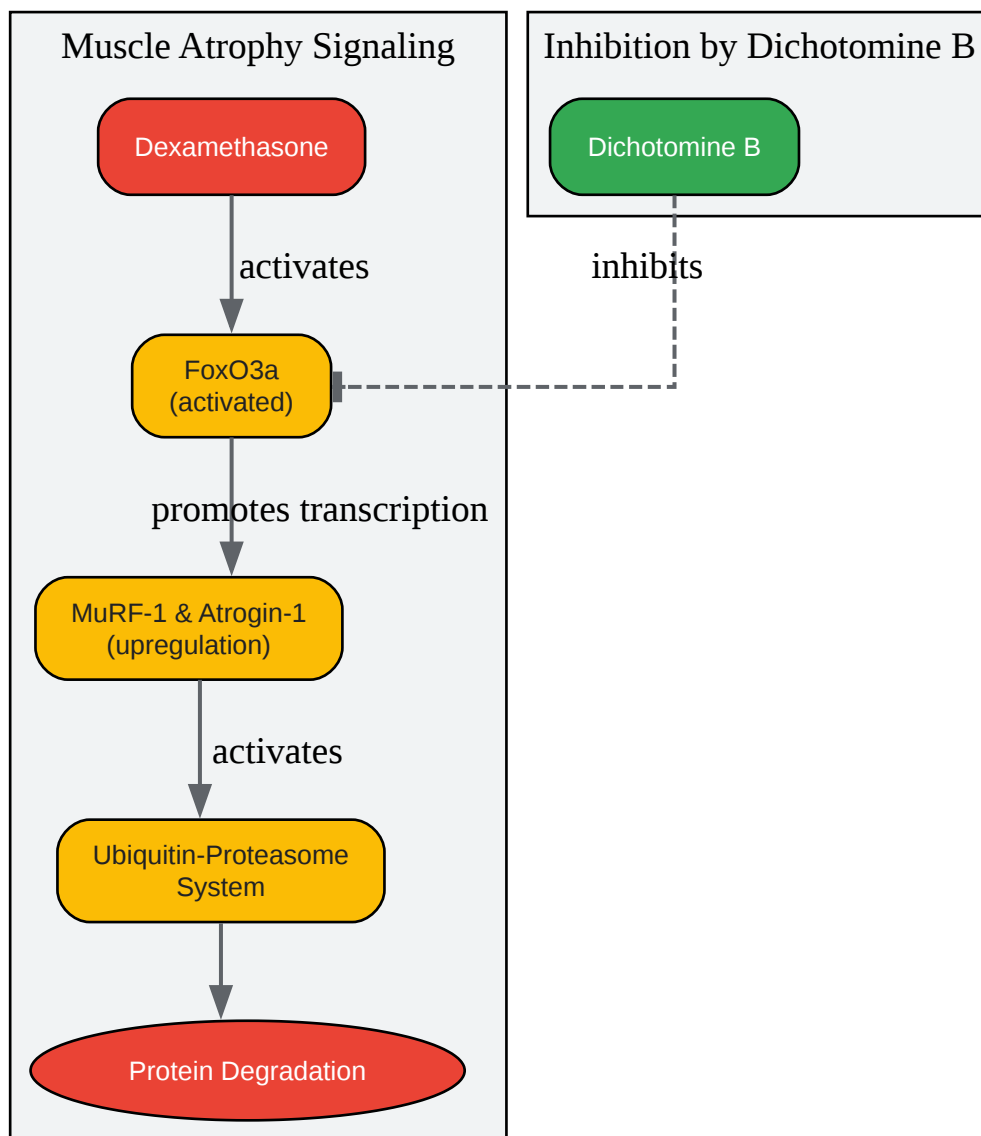 Muscle Atrophy Signaling
Inhibition by Dichotomine B
Dexamethasone
Dichotomine B
activates
inhibits
FoxO3a
(activated)
promotes transcription
MuRF-1 & Atrogin-1
(upregulation)
activates
Ubiquitin-Proteasome
System
Protein Degradation